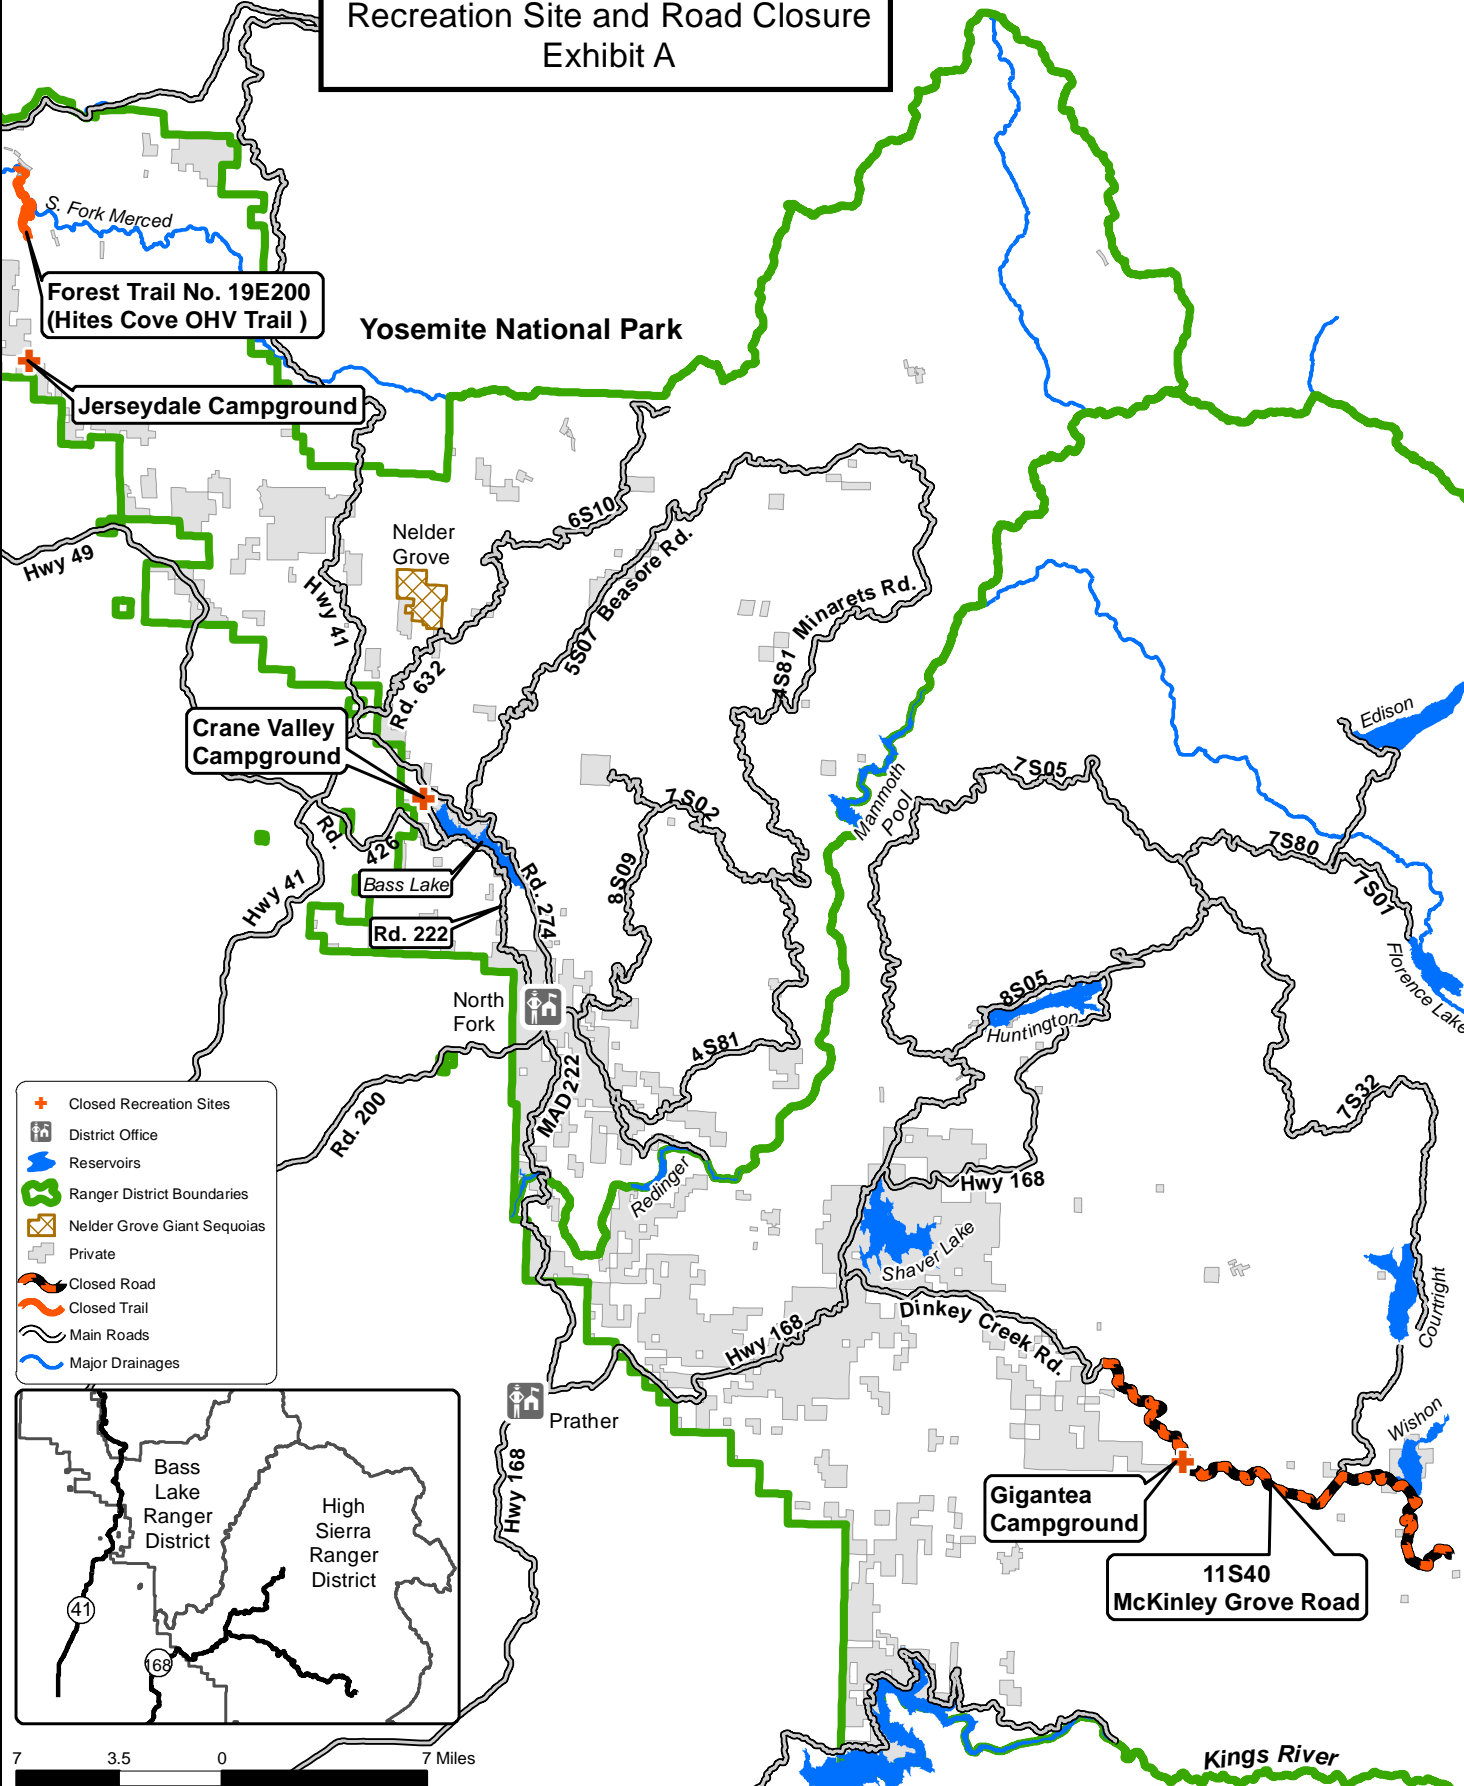 Recreation Site and Road Closure
Exhibit A
S. Fork Merced
Forest Trail No. 19E200
(Hites Cove OHV Trail )
Yosemite National Park
Jerseydale Campground
Hwy 49
Hwy 41
Nelder
Grove
6S10
5S07 Beasore Rd.
4S81 Minarets Rd.
Rd. 632
Crane Valley
Campground
Edison
7S05
Mammoth
Pool
7S02
7S80
7S01
Rd. 426
8S09
Bass Lake
Rd. 274
Hwy 41
Rd. 222
Florence Lake
8S05
Huntington
North
Fork
4S81
MAD222
Rd. 200
7S32
Redinger
Hwy 168
Shaver Lake
Dinkey Creek Rd.
Courtright
Hwy 168
Wishon
Prather
Hwy 168
Gigantea
Campground
11S40
McKinley Grove Road
Kings River
Closed Recreation Sites
District Office
Reservoirs
Ranger District Boundaries
Nelder Grove Giant Sequoias
Private
Closed Road
Closed Trail
Main Roads
Major Drainages
Bass
Lake
Ranger
District
High
Sierra
Ranger
District
41
168
7 3.5 0 7 Miles